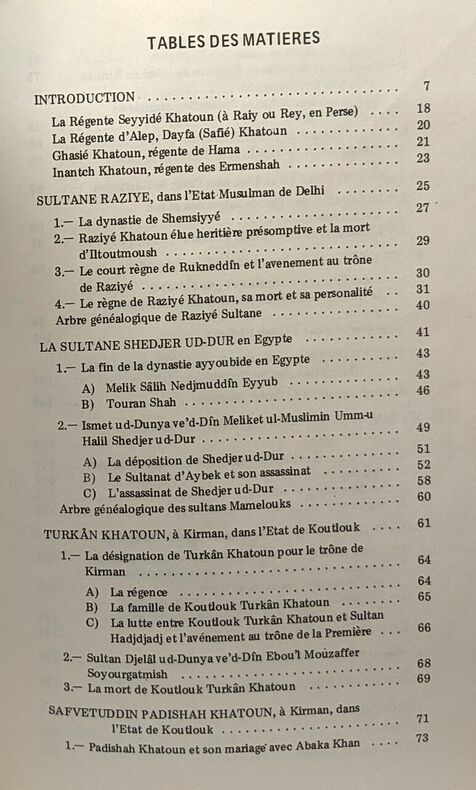 TABLES DES MATIERES
INTRODUCTION . . . . . . . . . . . . . . . . . . . . . . . . . . . . . . 7
La Régente Seyyidé Khatoun (à Raiy ou Rey, en Perse) . . . . 18
La Régente d'Alep, Dayfa (Safié) Khatoun . . . . . . . . . . . . 20
Ghasié Khatoun, régente de Hama . . . . . . . . . . . . . . . . . 21
Inantch Khatoun, régente des Ermenshah . . . . . . . . . . . . . 23
SULTANE RAZIYE, dans l'Etat Musulman de Delhi . . . . . . . . 25
1.— La dynastie de Shemsiyyé . . . . . . . . . . . . . . . . . . . 27
2.— Raziyé Khatoun élue heritière présomptive et la mort
d'Iltoutmoush . . . . . . . . . . . . . . . . . . . . . . . . . . 29
3.— Le court règne de Rukneddîn et l'avenement au trône
de Raziyé . . . . . . . . . . . . . . . . . . . . . . . . . . . . 30
4.— Le règne de Raziyé Khatoun, sa mort et sa personalité . . 31
Arbre généalogique de Raziyé Sultane . . . . . . . . . . . . . . . 40
LA SULTANE SHEDJER UD-DUR en Egypte . . . . . . . . . . . . 41
1.— La fin de la dynastie ayyoubide en Egypte . . . . . . . . . 43
A) Melik Sâlih Nedjmuddîn Eyyub . . . . . . . . . . . . . 43
B) Touran Shah . . . . . . . . . . . . . . . . . . . . . . . . 46
2.— Ismet ud-Dunya ve'd-Dîn Meliket ul-Muslimin Umm-u
Halil Shedjer ud-Dur . . . . . . . . . . . . . . . . . . . . . 49
A) La déposition de Shedjer ud-Dur . . . . . . . . . . . . . 51
B) Le Sultanat d'Aybek et son assassinat . . . . . . . . . . 52
C) L'assassinat de Shedjer ud-Dur . . . . . . . . . . . . . . 58
Arbre généalogique des sultans Mamelouks . . . . . . . . . . . . 60
TURKÂN KHATOUN, à Kirman, dans l'Etat de Koutlouk . . . . 61
1.— La désignation de Turkân Khatoun pour le trône de
Kirman . . . . . . . . . . . . . . . . . . . . . . . . . . . . . 64
A) La régence . . . . . . . . . . . . . . . . . . . . . . . . . 64
B) La famille de Koutlouk Turkân Khatoun . . . . . . . . 65
C) La lutte entre Koutlouk Turkân Khatoun et Sultan
Hadjdjadj et l'avénement au trône de la Première . . . 66
2.— Sultan Djelâl ud-Dunya ve'd-Dîn Ebou'l Moùzaffer
Soyourgatmish . . . . . . . . . . . . . . . . . . . . . . . . 68
3.— La mort de Koutlouk Turkân Khatoun . . . . . . . . . . . 69
SAFVETUDDIN PADISHAH KHATOUN, à Kirman, dans
l'Etat de Koutlouk . . . . . . . . . . . . . . . . . . . . . 71
1.— Padishah Khatoun et son mariage avec Abaka Khan . . . . 73